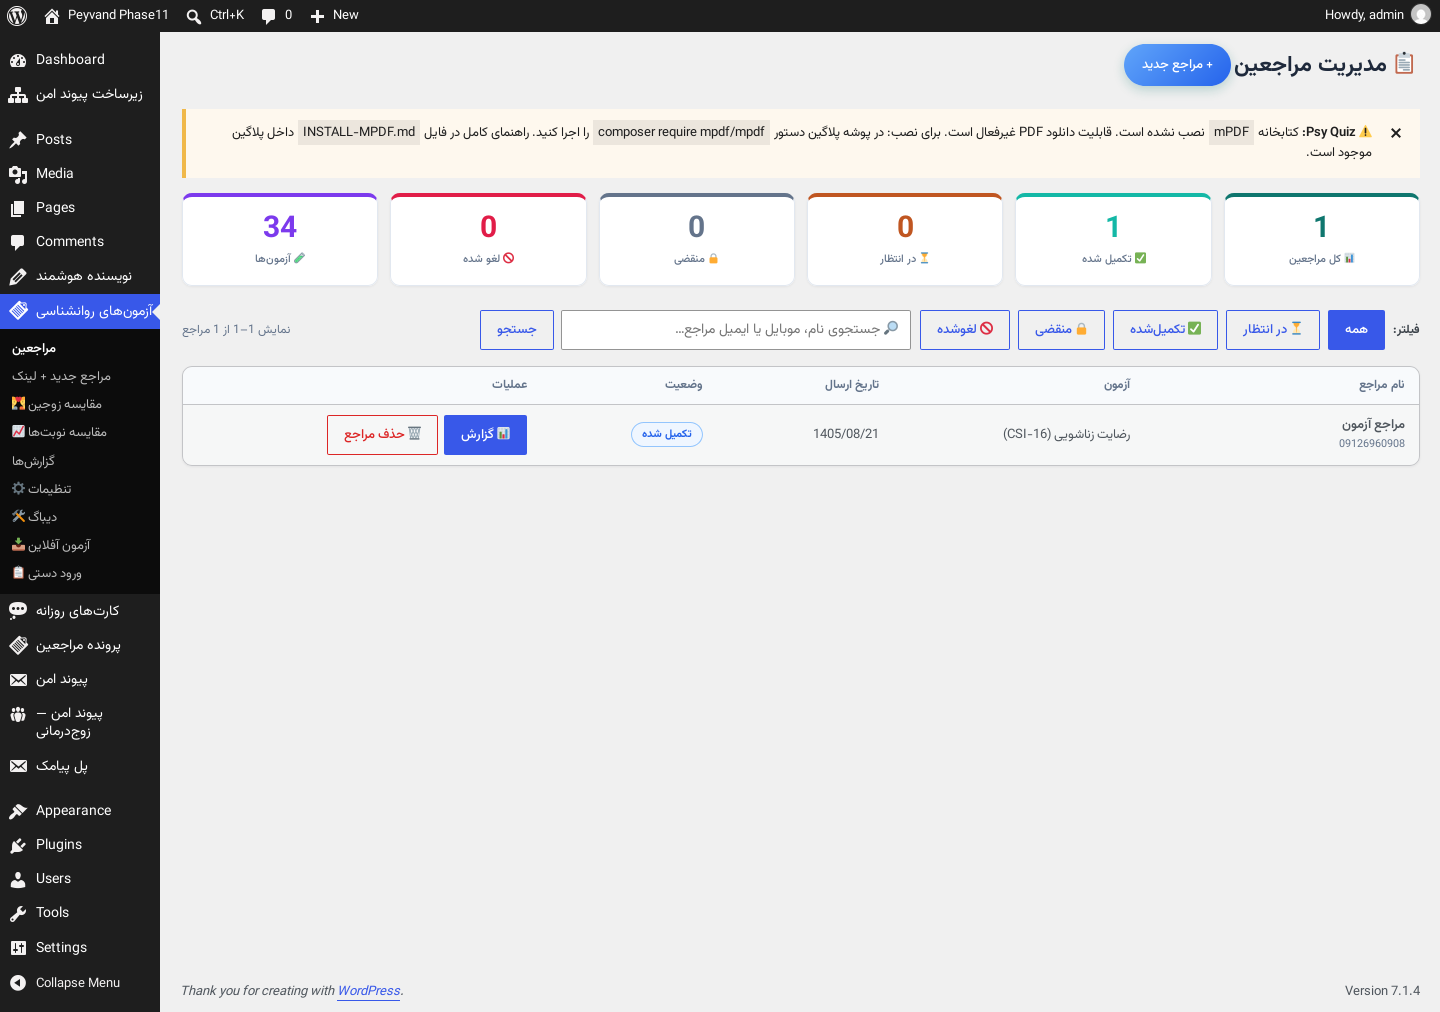 Peyvand Phase11
Ctrl+K
0
New
Howdy, admin
Dashboard
زیرساخت پیوند امن
Posts
Media
Pages
Comments
نویسنده هوشمند
آزمون‌های روانشناسی
مراجعین
مراجع جدید + لینک
مقایسه زوجین
مقایسه نوبت‌ها
گزارش‌ها
تنظیمات
دیباگ
آزمون آفلاین
ورود دستی
کارت‌های روزانه
پرونده مراجعین
پیوند امن
پیوند امن —
زوج‌درمانی
پل پیامک
Appearance
Plugins
Users
Tools
Settings
Collapse Menu
مدیریت مراجعین
+ مراجع جدید
Psy Quiz: کتابخانه mPDF نصب نشده است. قابلیت دانلود PDF غیرفعال است. برای نصب: در پوشه پلاگین دستور composer require mpdf/mpdf را اجرا کنید. راهنمای کامل در فایل INSTALL-MPDF.md داخل پلاگین
موجود است.
1
کل مراجعین
1
تکمیل شده
0
در انتظار
0
منقضی
0
لغو شده
34
آزمون‌ها
فیلتر:
همه
در انتظار
تکمیل‌شده
منقضی
لغوشده
جستجوی نام، موبایل یا ایمیل مراجع...
جستجو
نمایش 1–1 از 1 مراجع
نام مراجع
آزمون
تاریخ ارسال
وضعیت
عملیات
مراجع آزمون
09126960908
رضایت زناشویی (CSI-16)
1405/08/21
تکمیل شده
گزارش
حذف مراجع
Thank you for creating with WordPress.
Version 7.1.4